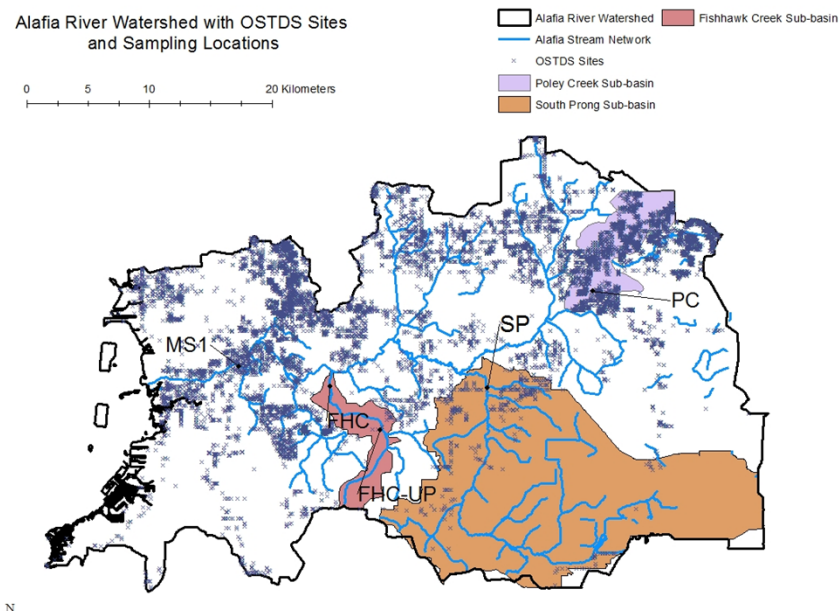 Alafia River Watershed with OSTDS Sites
and Sampling Locations
0 5 10 20 Kilometers
Alafia River Watershed
Fishhawk Creek Sub-basin
Alafia Stream Network
OSTDS Sites
Poley Creek Sub-basin
South Prong Sub-basin
PC
SP
MS1
FHC
FHC-UP
N